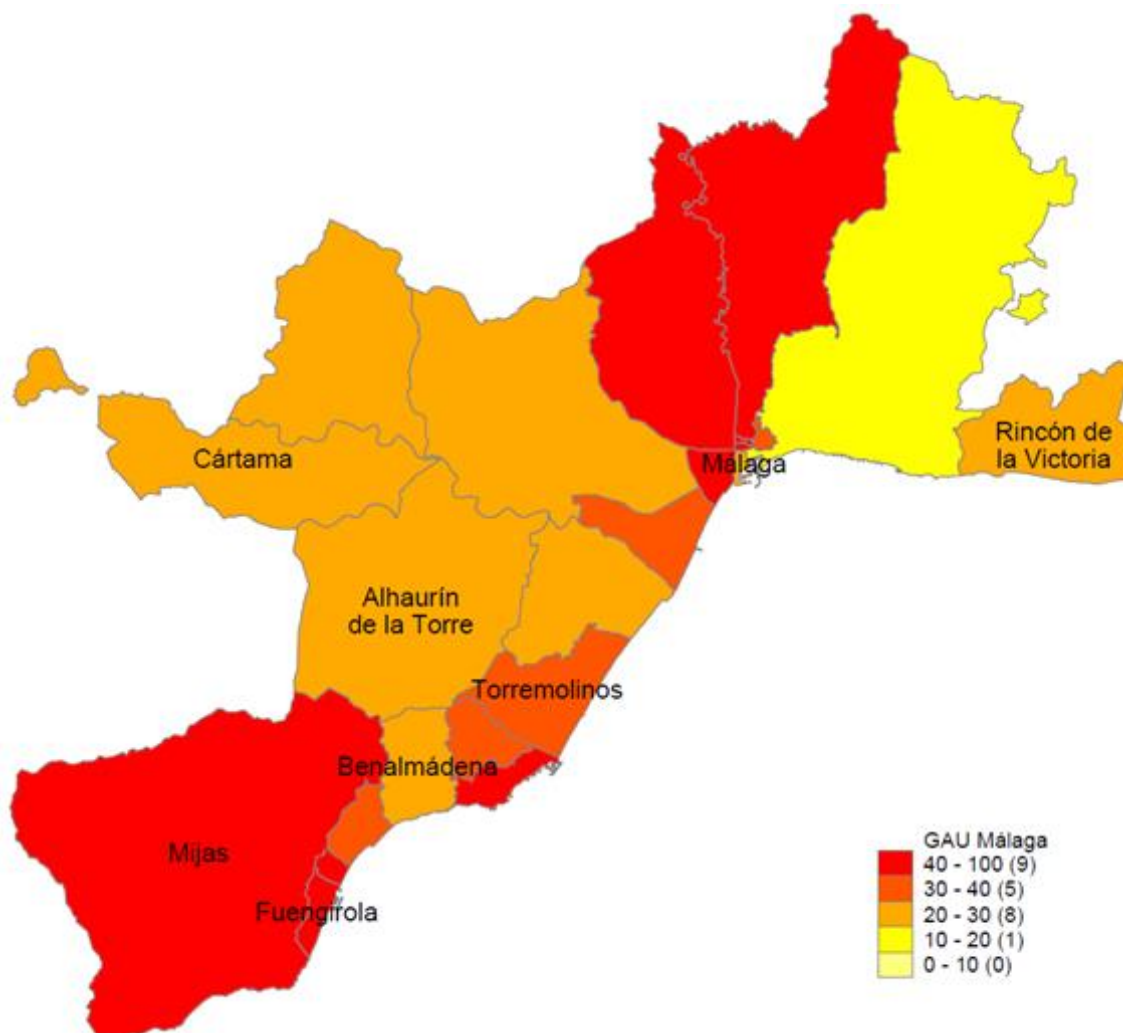 Rincón de
la Victoria
Málaga
Cártama
Alhaurín
de la Torre
Torremolinos
Benalmádena
Mijas
Fuengirola
GAU Málaga
40 - 100 (9)
30 - 40 (5)
20 - 30 (8)
10 - 20 (1)
0 - 10 (0)